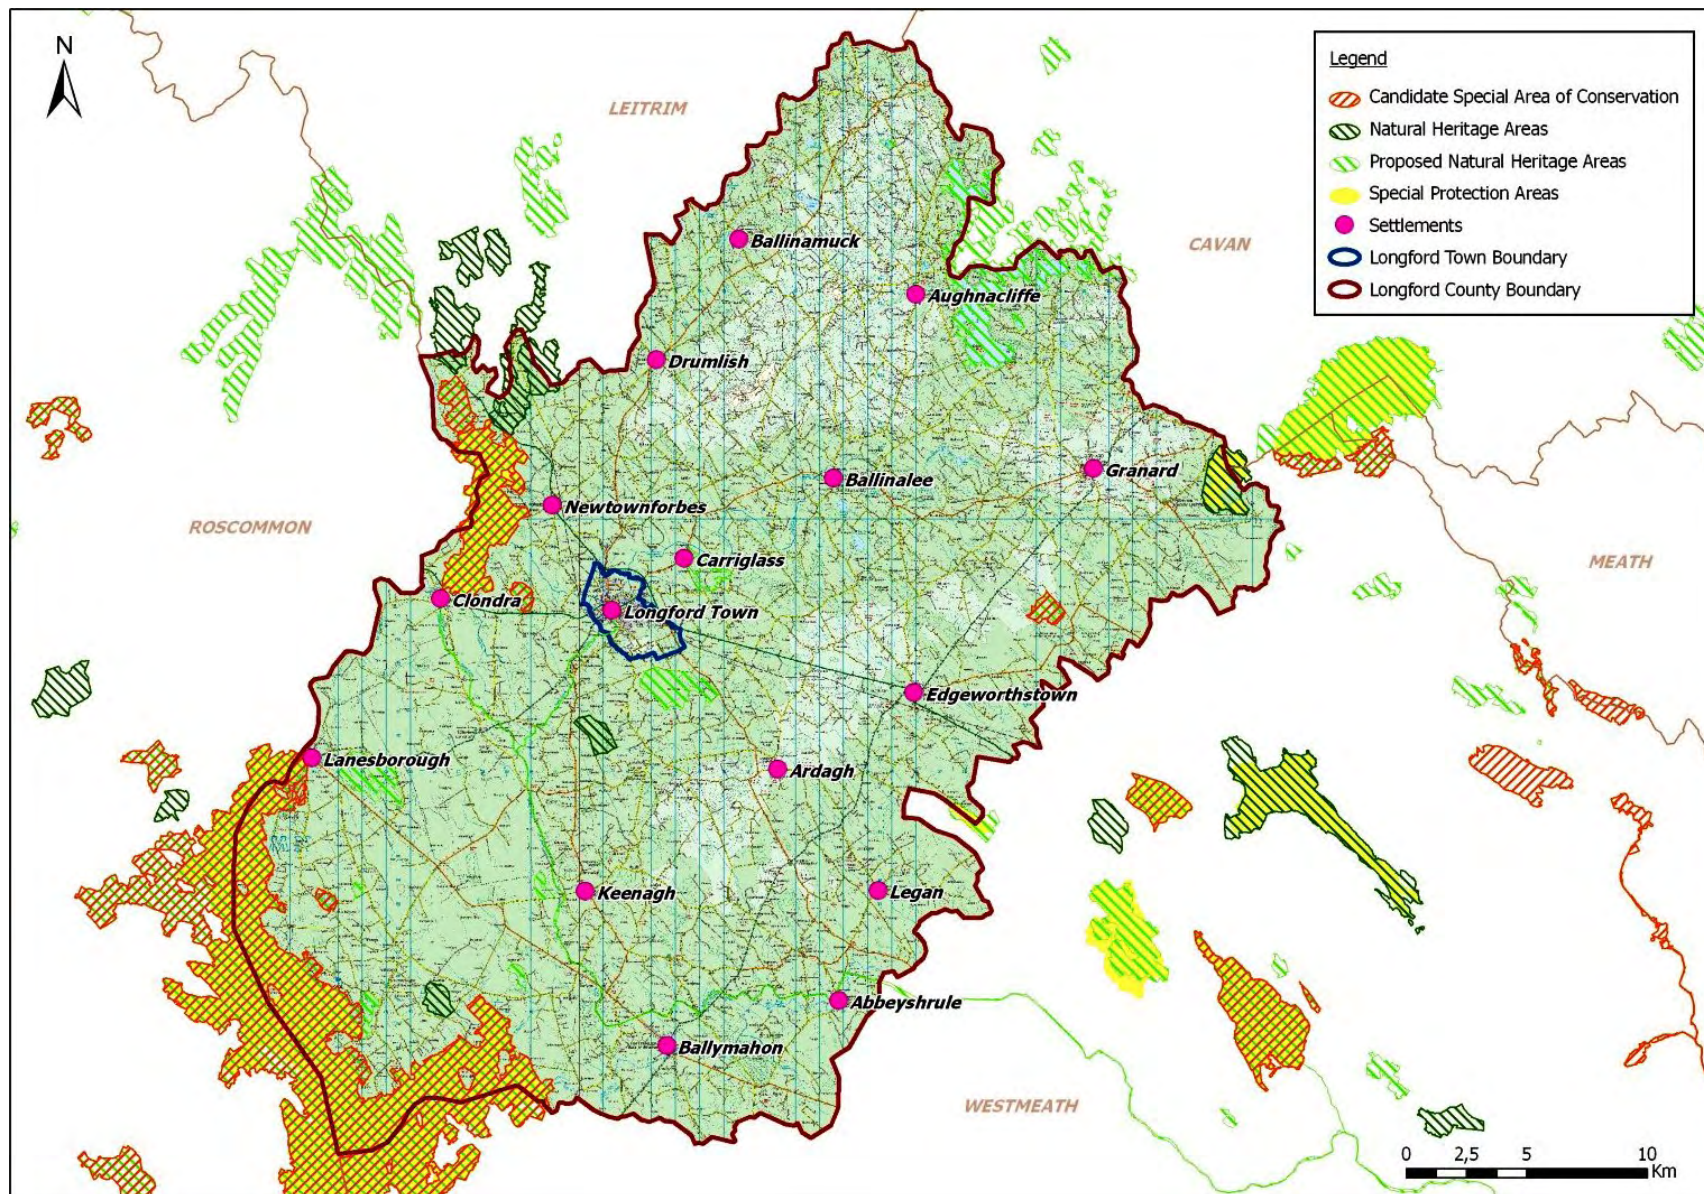 N
LEITRIM
CAVAN
ROSCOMMON
MEATH
WESTMEATH
Legend
Candidate Special Area of Conservation
Natural Heritage Areas
Proposed Natural Heritage Areas
Special Protection Areas
Settlements
Longford Town Boundary
Longford County Boundary
Ballinamuck
Aughnacliffe
Drumlish
Granard
Ballinalee
Newtownforbes
Carriglass
Clondra
Longford Town
Edgeworthstown
Lanesborough
Ardagh
Keenagh
Legan
Abbeyshrule
Ballymahon
0 2,5 5 10
Km